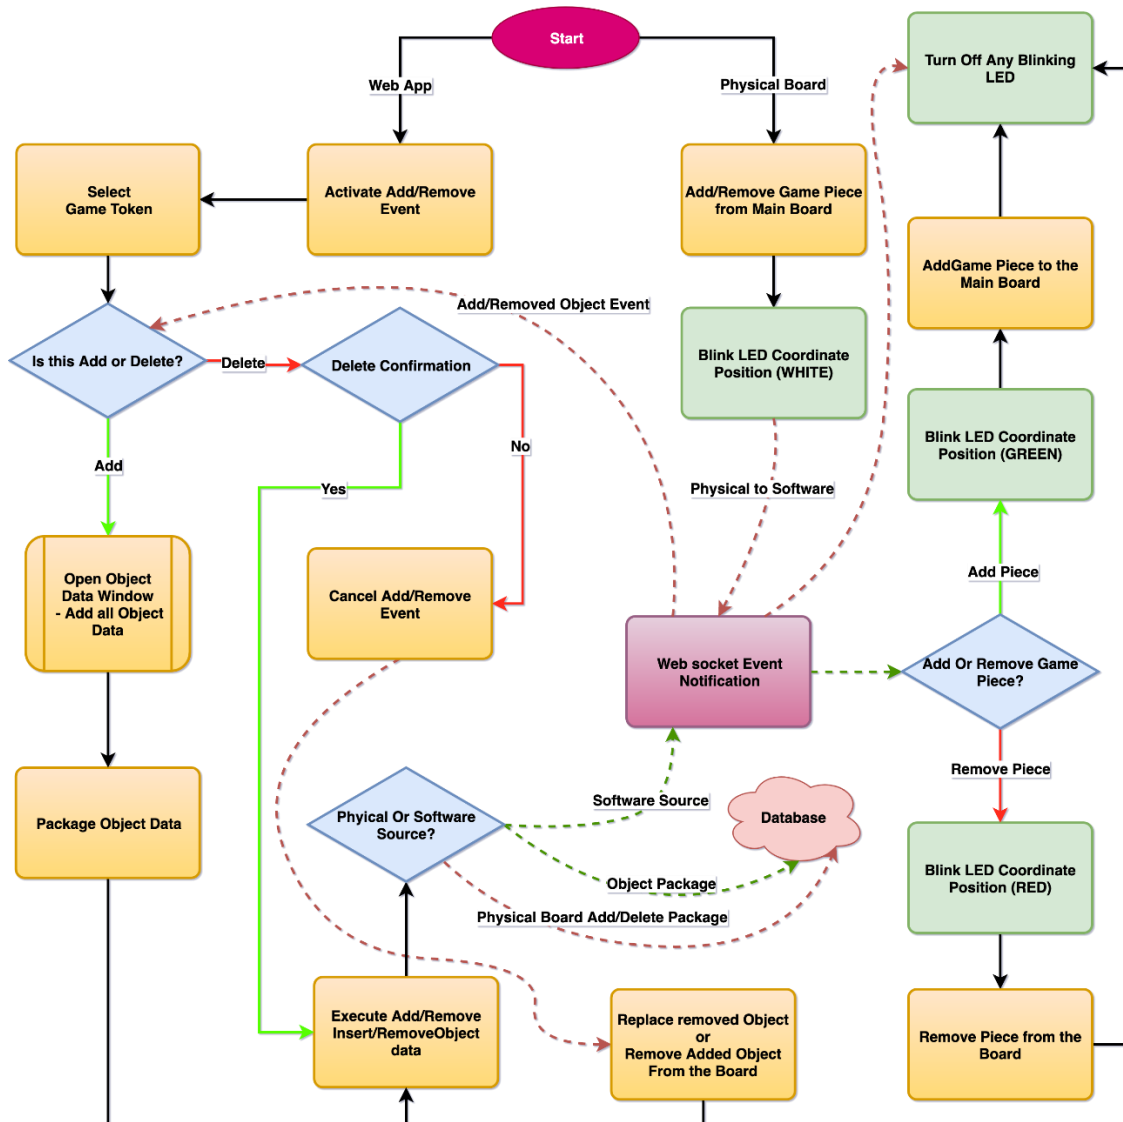 Start
Web App
Physical Board
Turn Off Any Blinking
LED
Select
Game Token
Activate Add/Remove
Event
Add/Remove Game Piece
from Main Board
AddGame Piece to the
Main Board
Add/Removed Object Event
Is this Add or Delete?
Delete
Delete Confirmation
Blink LED Coordinate
Position (WHITE)
Blink LED Coordinate
Position (GREEN)
No
Add
Yes
Physical to Software
Add Piece
Open Object
Data Window
- Add all Object
Data
Cancel Add/Remove
Event
Web socket Event
Notification
Add Or Remove Game
Piece?
Remove Piece
Package Object Data
Phyical Or Software
Source?
Software Source
Database
Object Package
Physical Board Add/Delete Package
Blink LED Coordinate
Position (RED)
Execute Add/Remove
Insert/RemoveObject
data
Replace removed Object
or
Remove Added Object
From the Board
Remove Piece from the
Board